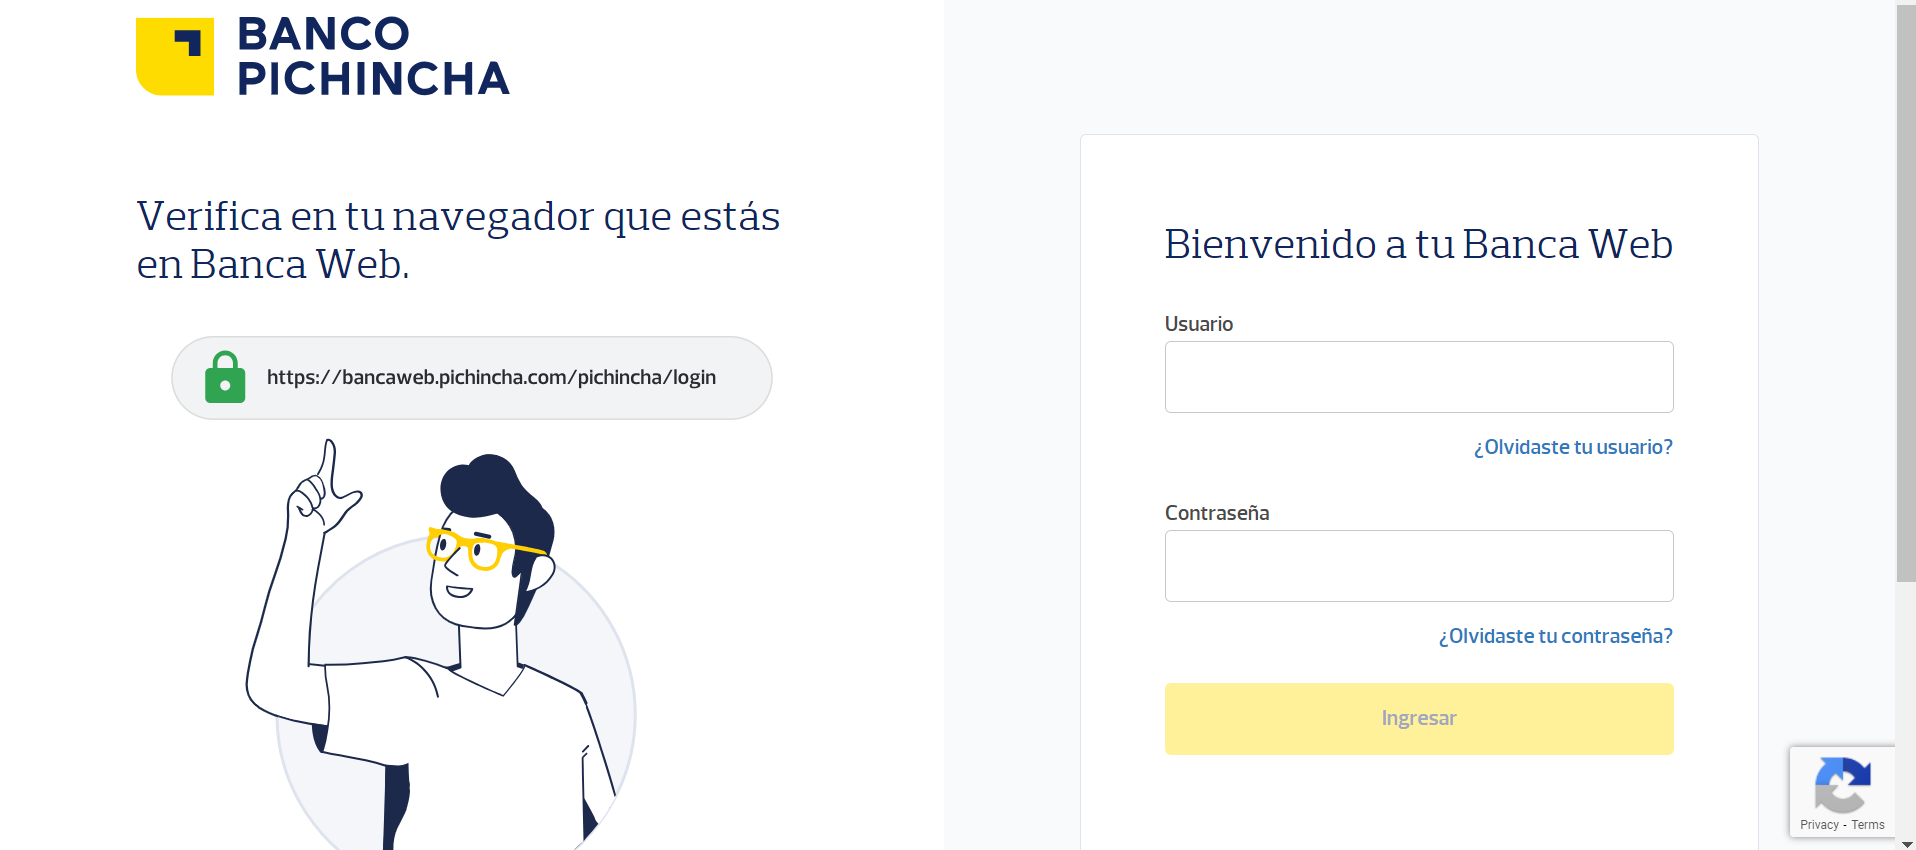 BANCO
PICHINCHA
Verifica en tu navegador que estás
en Banca Web.
https://bancaweb.pichincha.com/pichincha/login
Bienvenido a tu Banca Web
Usuario
¿Olvidaste tu usuario?
Contraseña
¿Olvidaste tu contraseña?
Ingresar
Privacy - Terms